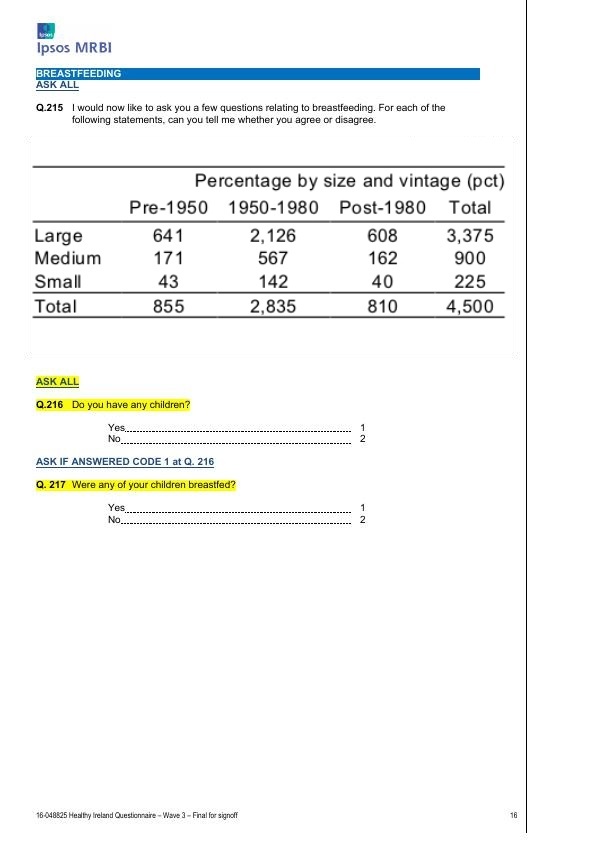 Ipsos
Ipsos MRBI
BREASTFEEDING
ASK ALL
Q.215 I would now like to ask you a few questions relating to breastfeeding. For each of the
following statements, can you tell me whether you agree or disagree.
Percentage by size and vintage (pct)
Pre-1950 1950-1980 Post-1980 Total
Large 641 2,126 608 3,375
Medium 171 567 162 900
Small 43 142 40 225
Total 855 2,835 810 4,500
ASK ALL
Q.216 Do you have any children?
Yes 1
No 2
ASK IF ANSWERED CODE 1 at Q. 216
Q. 217 Were any of your children breastfed?
Yes 1
No 2
16-048825 Healthy Ireland Questionnaire – Wave 3 – Final for signoff 16